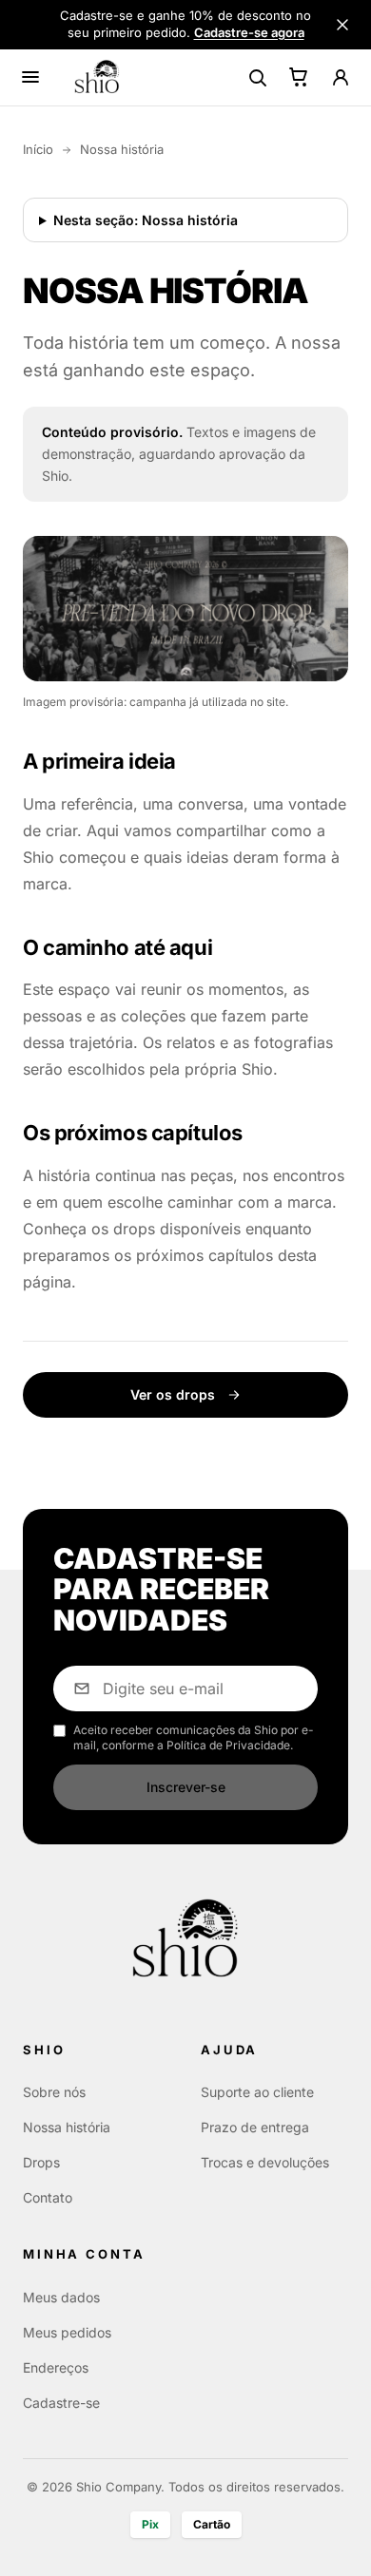 Cadastre-se e ganhe 10% de desconto no
seu primeiro pedido. Cadastre-se agora
shio
Início → Nossa história
Nesta seção: Nossa história
NOSSA HISTÓRIA
Toda história tem um começo. A nossa
está ganhando este espaço.
Conteúdo provisório. Textos e imagens de
demonstração, aguardando aprovação da
Shio.
SHIO COMPANY 2026 ©
PRÉ-VENDA DO NOVO DROP
MADE IN BRAZIL
Imagem provisória: campanha já utilizada no site.
A primeira ideia
Uma referência, uma conversa, uma vontade
de criar. Aqui vamos compartilhar como a
Shio começou e quais ideias deram forma à
marca.
O caminho até aqui
Este espaço vai reunir os momentos, as
pessoas e as coleções que fazem parte
dessa trajetória. Os relatos e as fotografias
serão escolhidos pela própria Shio.
Os próximos capítulos
A história continua nas peças, nos encontros
e em quem escolhe caminhar com a marca.
Conheça os drops disponíveis enquanto
preparamos os próximos capítulos desta
página.
Ver os drops →
CADASTRE-SE
PARA RECEBER
NOVIDADES
Digite seu e-mail
Aceito receber comunicações da Shio por e-
mail, conforme a Política de Privacidade.
Inscrever-se
塩
shio
SHIO
Sobre nós
Nossa história
Drops
Contato
AJUDA
Suporte ao cliente
Prazo de entrega
Trocas e devoluções
MINHA CONTA
Meus dados
Meus pedidos
Endereços
Cadastre-se
© 2026 Shio Company. Todos os direitos reservados.
Pix
Cartão